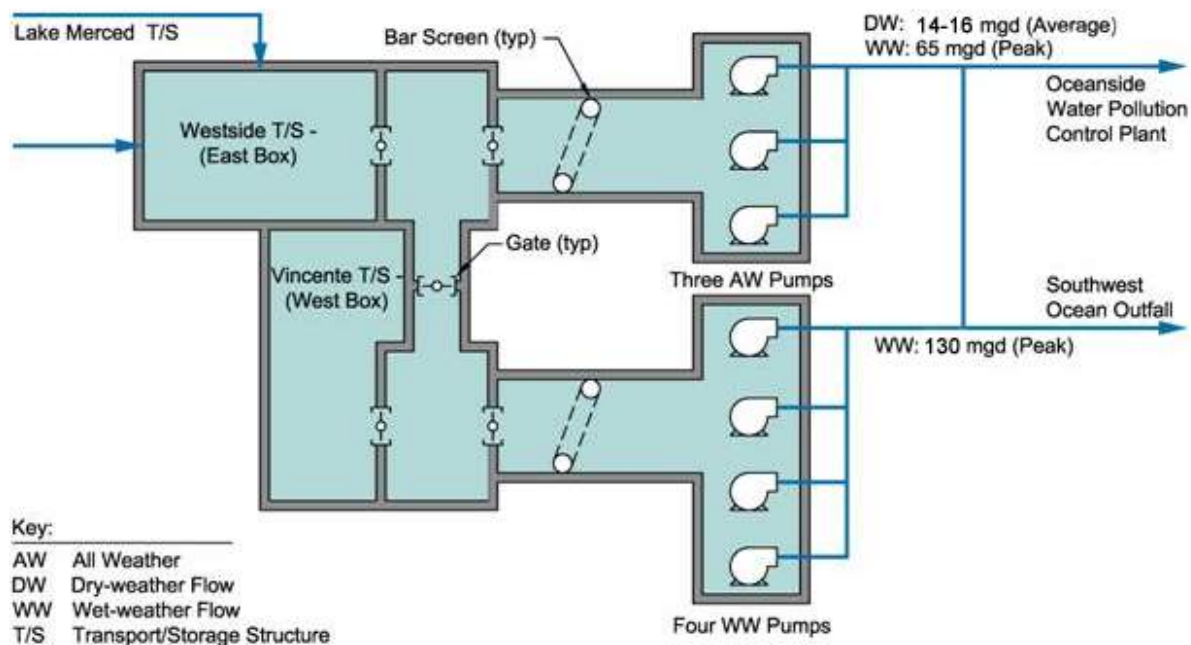 Lake Merced T/S
Bar Screen (typ)
DW: 14-16 mgd (Average)
WW: 65 mgd (Peak)
Oceanside
Water Pollution
Control Plant
Westside T/S -
(East Box)
Gate (typ)
Vincente T/S -
(West Box)
Three AW Pumps
Southwest
Ocean Outfall
WW: 130 mgd (Peak)
Key:
AW All Weather
DW Dry-weather Flow
WW Wet-weather Flow
T/S Transport/Storage Structure
Four WW Pumps